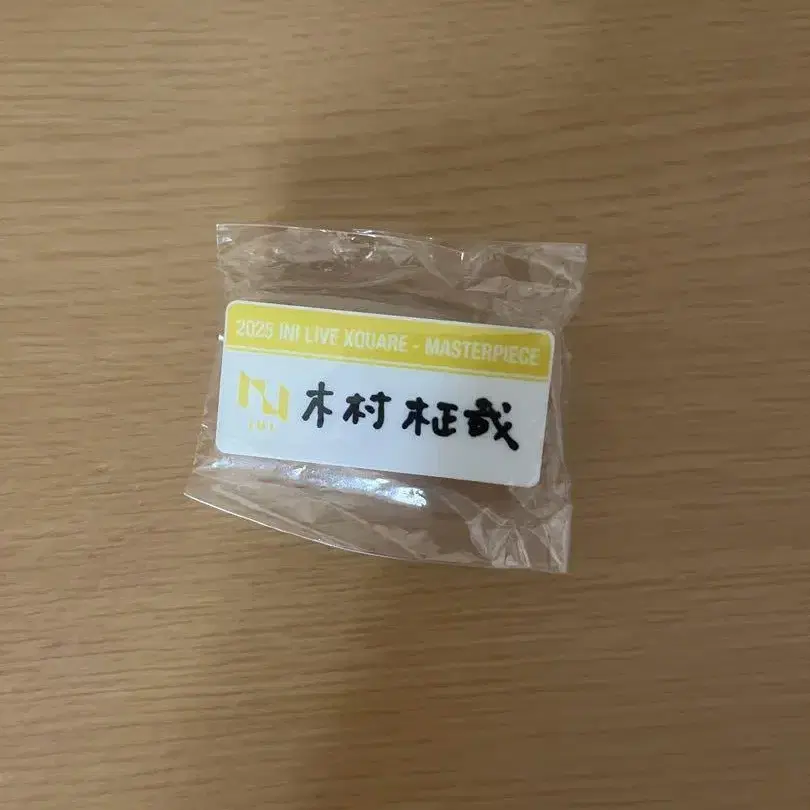 2025 INI LIVE XQUARE - MASTERPIECE
INI
木村柾哉